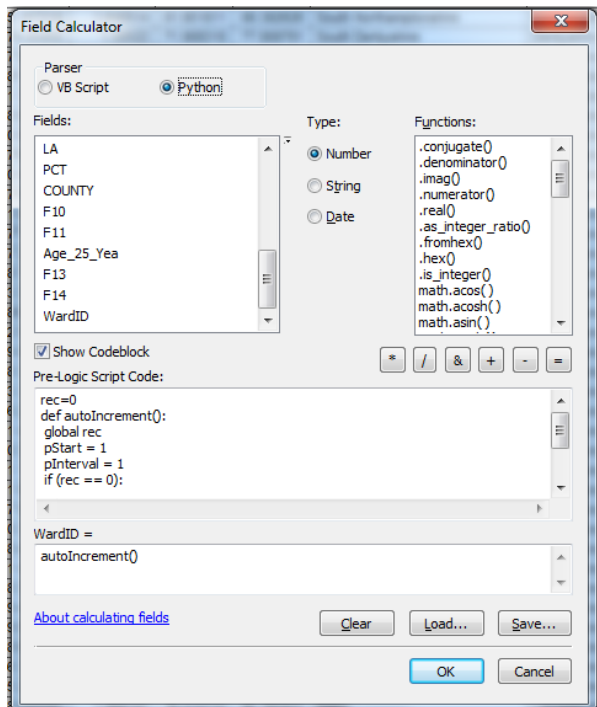 Field Calculator
Parser
VB Script
Python
Fields:
Type:
Functions:
LA
PCT
COUNTY
F10
F11
Age_25_Yea
F13
F14
WardID
Number
String
Date
.conjugate()
.denominator()
.imag()
.numerator()
.real()
.as_integer_ratio()
.fromhex()
.hex()
.is_integer()
math.acos( )
math.acosh( )
math.asin( )
Show Codeblock
* / & + - =
Pre-Logic Script Code:
rec=0
def autoIncrement():
global rec
pStart = 1
pInterval = 1
if (rec == 0):
WardID =
autoIncrement()
About calculating fields
Clear
Load...
Save...
OK
Cancel